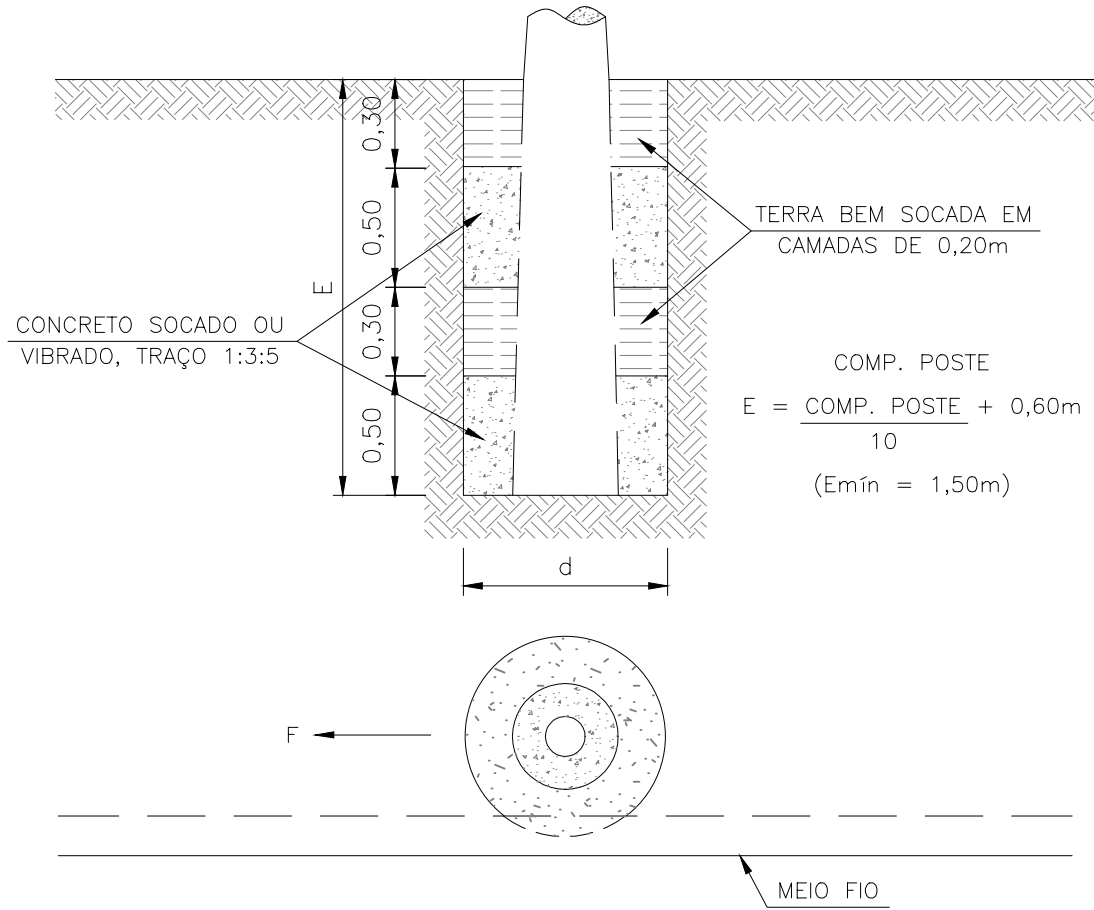 0,30
0,50
E
0,30
0,50
TERRA BEM SOCADA EM
CAMADAS DE 0,20m
CONCRETO SOCADO OU
VIBRADO, TRAÇO 1:3:5
COMP. POSTE
E = COMP. POSTE + 0,60m
10
(Emín = 1,50m)
d
F
MEIO FIO